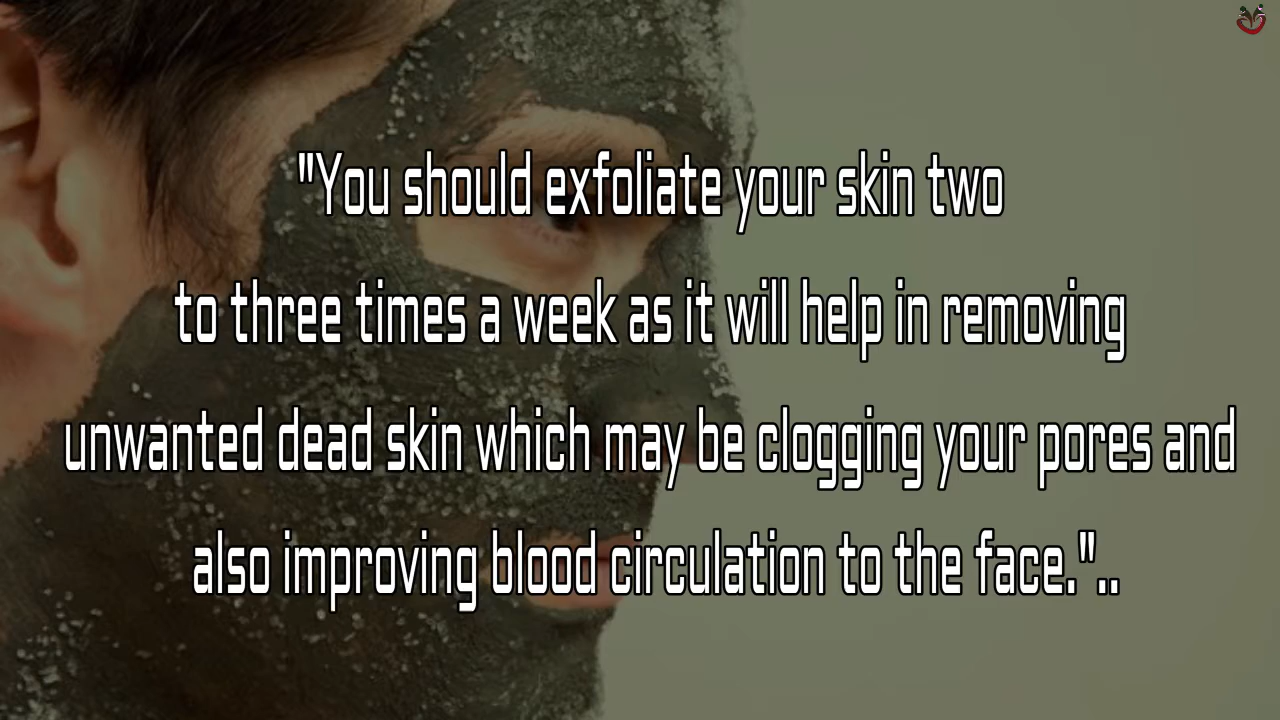 "You should exfoliate your skin two
to three times a week as it will help in removing
unwanted dead skin which may be clogging your pores and
also improving blood circulation to the face."..